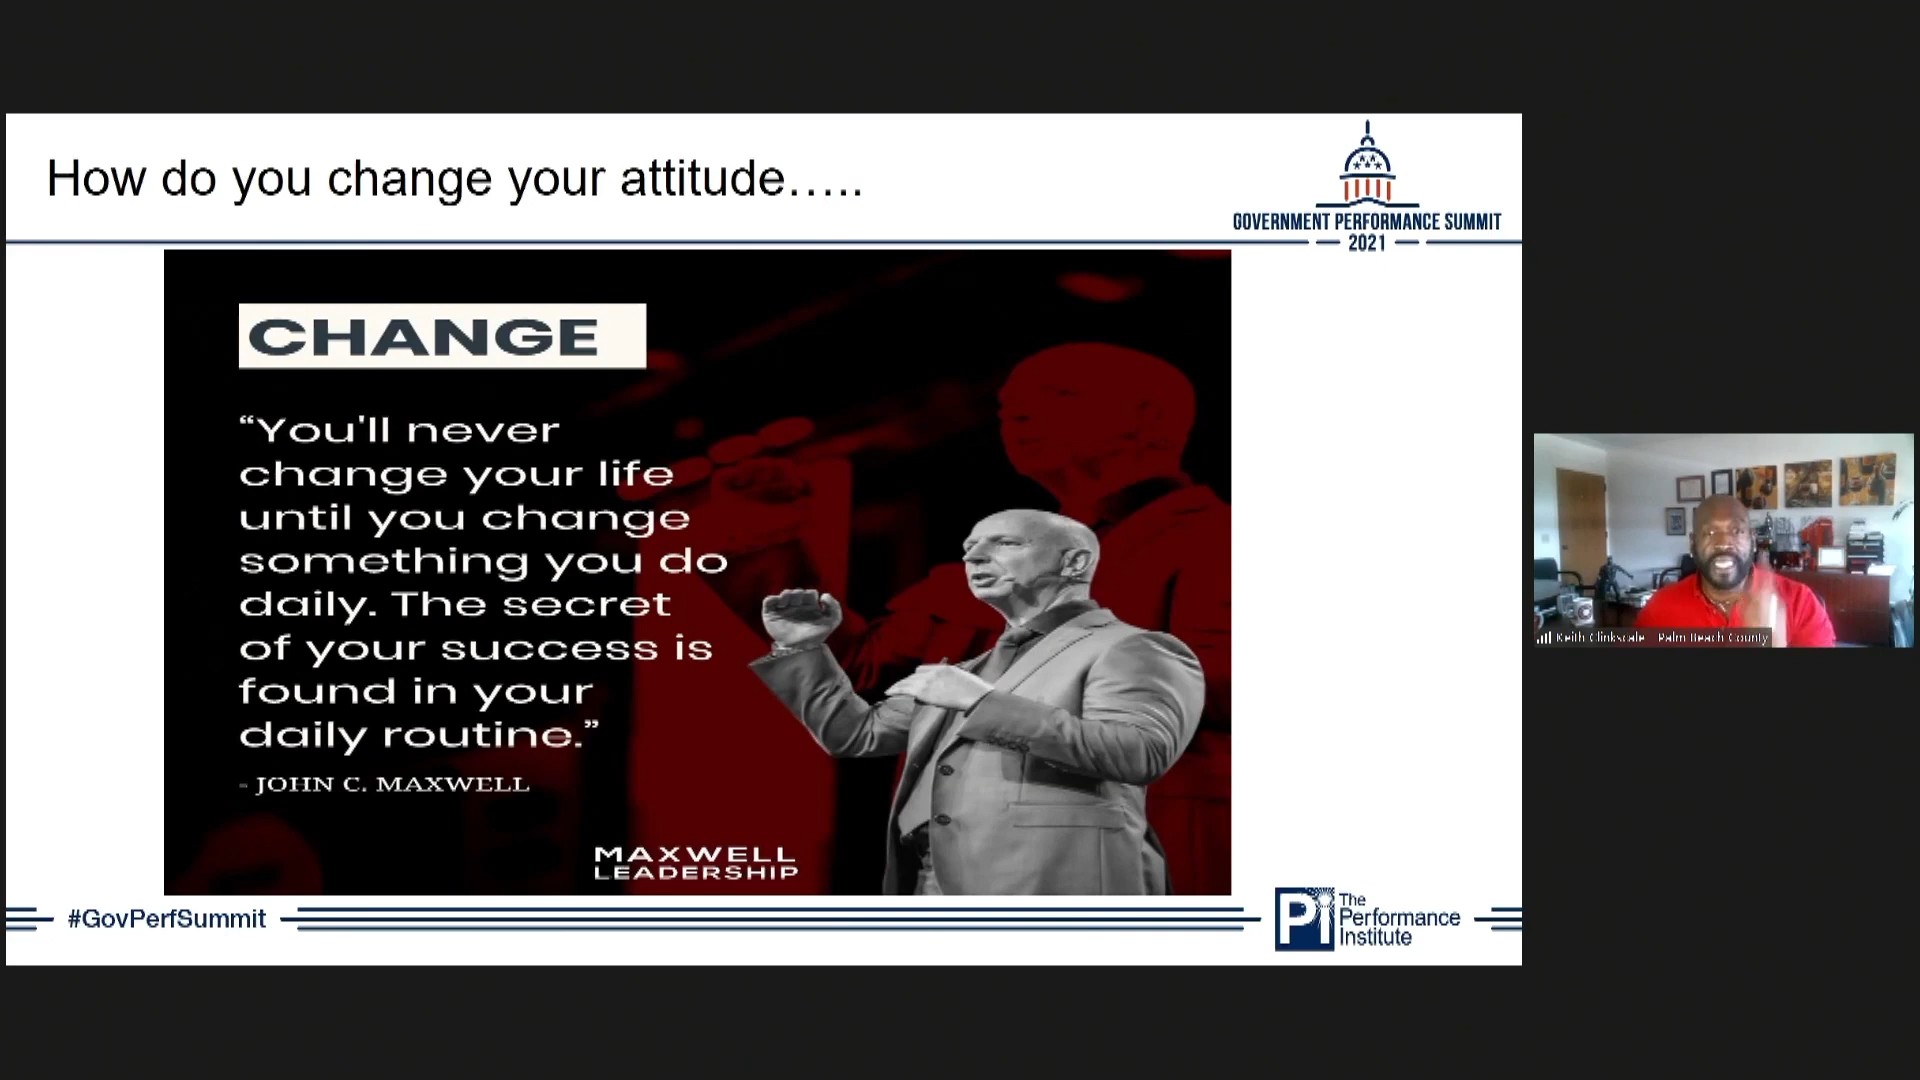 How do you change your attitude…..
GOVERNMENT PERFORMANCE SUMMIT
2021
CHANGE
“You'll never
change your life
until you change
something you do
daily. The secret
of your success is
found in your
daily routine.”
- JOHN C. MAXWELL
MAXWELL
LEADERSHIP
#GovPerfSummit
Pi
The
Performance
Institute
Keith Clinkscale Palm Beach County